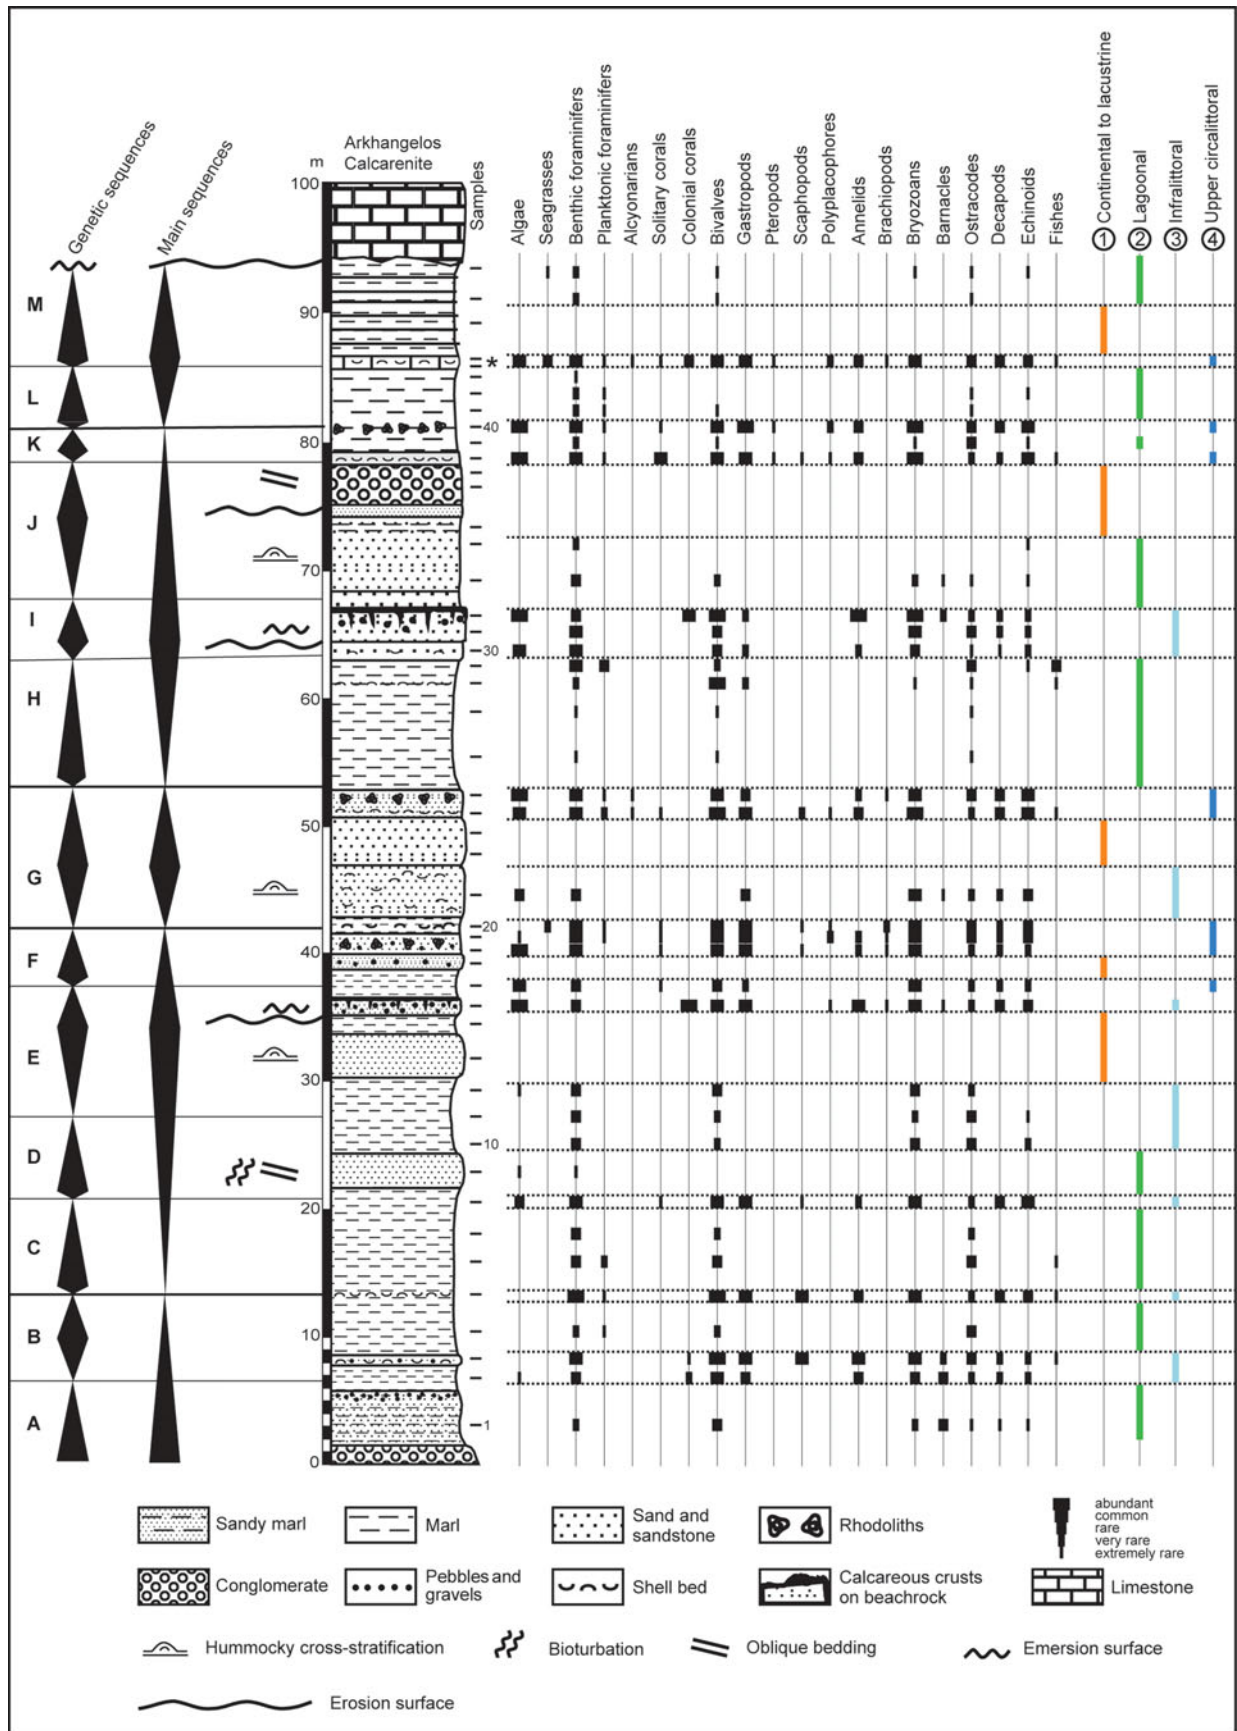 Genetic sequences
Main sequences
m
Arkhangelos
Calcarenite
Samples
Algae
Seagrasses
Benthic foraminifers
Planktonic foraminifers
Alcyonarians
Solitary corals
Colonial corals
Bivalves
Gastropods
Pteropods
Scaphopods
Polyplacophores
Annelids
Brachiopods
Bryozoans
Barnacles
Ostracodes
Decapods
Echinoids
Fishes
1 Continental to lacustrine
2 Lagoonal
3 Infralittoral
4 Upper circalittoral
100
M
90
*
L
40
K
80
J
70
I
30
H
60
50
G
20
40
F
E
30
10
D
20
C
B
10
A
1
0
Sandy marl
Marl
Sand and
sandstone
Rhodoliths
abundant
common
rare
very rare
extremely rare
Conglomerate
Pebbles and
gravels
Shell bed
Calcareous crusts
on beachrock
Limestone
Hummocky cross-stratification
Bioturbation
Oblique bedding
Emersion surface
Erosion surface